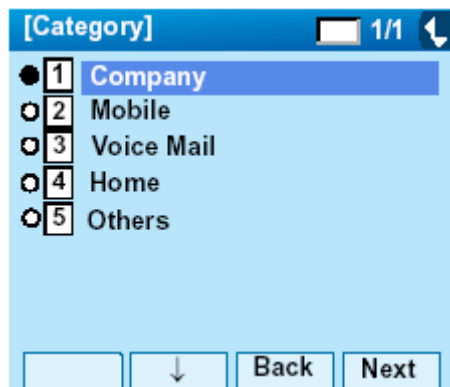 [Category] 1/1
1 Company
2 Mobile
3 Voice Mail
4 Home
5 Others
↓ Back Next